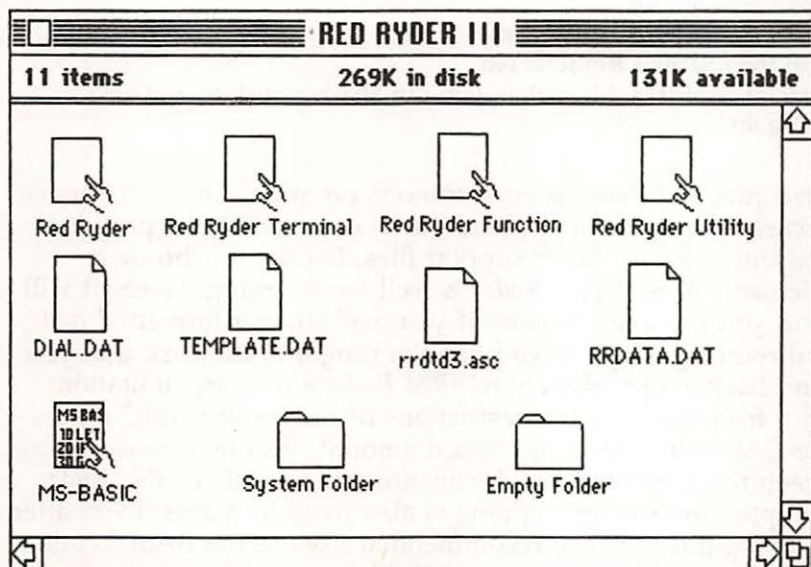 RED RYDER III
11 items 269K in disk 131K available
Red Ryder Red Ryder Terminal Red Ryder Function Red Ryder Utility
DIAL.DAT TEMPLATE.DAT rrdtd3.asc RRDATA.DAT
MS BAS
10 LET
20 IF
MS-BASIC System Folder Empty Folder